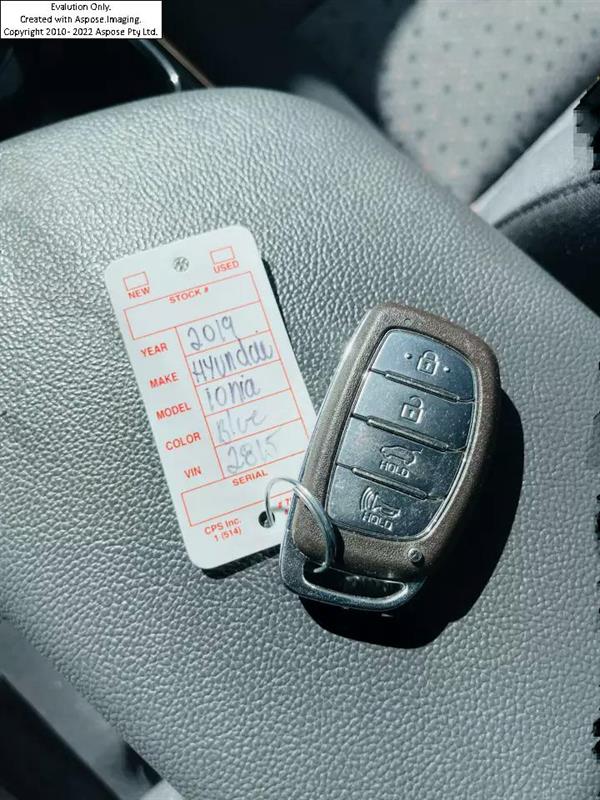 Evalution Only.
Created with Aspose.Imaging.
Copyright 2010- 2022 Aspose Pty Ltd.
NEW
USED
STOCK #
YEAR 2019
MAKE Hyundai
MODEL ioniq
COLOR Blue
VIN 2815
SERIAL
CPS Inc.
1 (514)
HOLD
HOLD